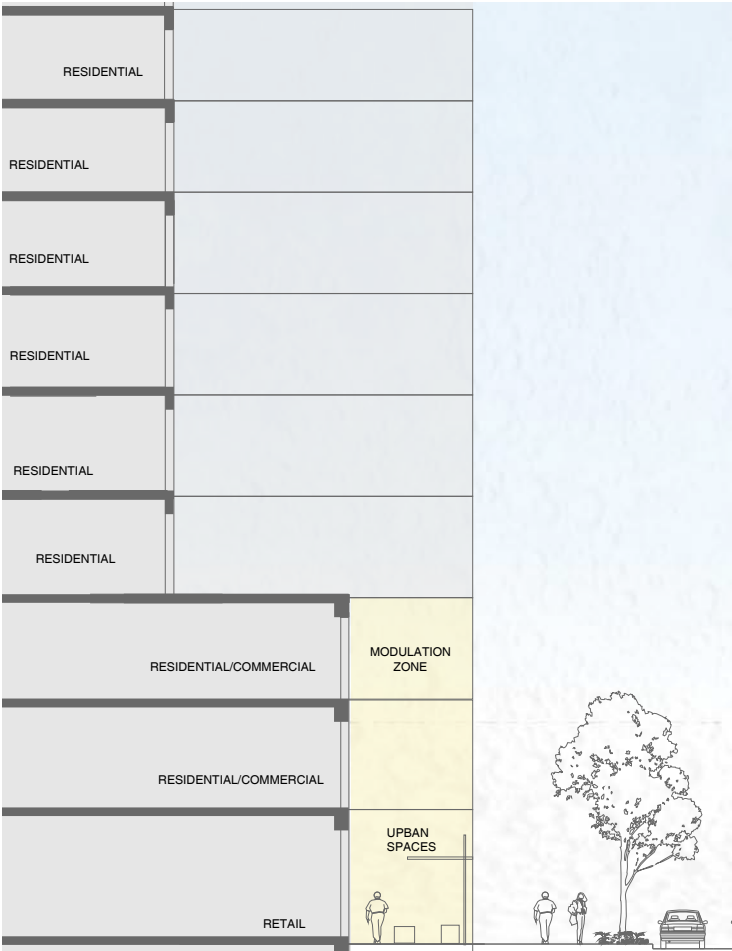 RESIDENTIAL
RESIDENTIAL
RESIDENTIAL
RESIDENTIAL
RESIDENTIAL
RESIDENTIAL
RESIDENTIAL/COMMERCIAL
MODULATION
ZONE
RESIDENTIAL/COMMERCIAL
UPBAN
SPACES
RETAIL